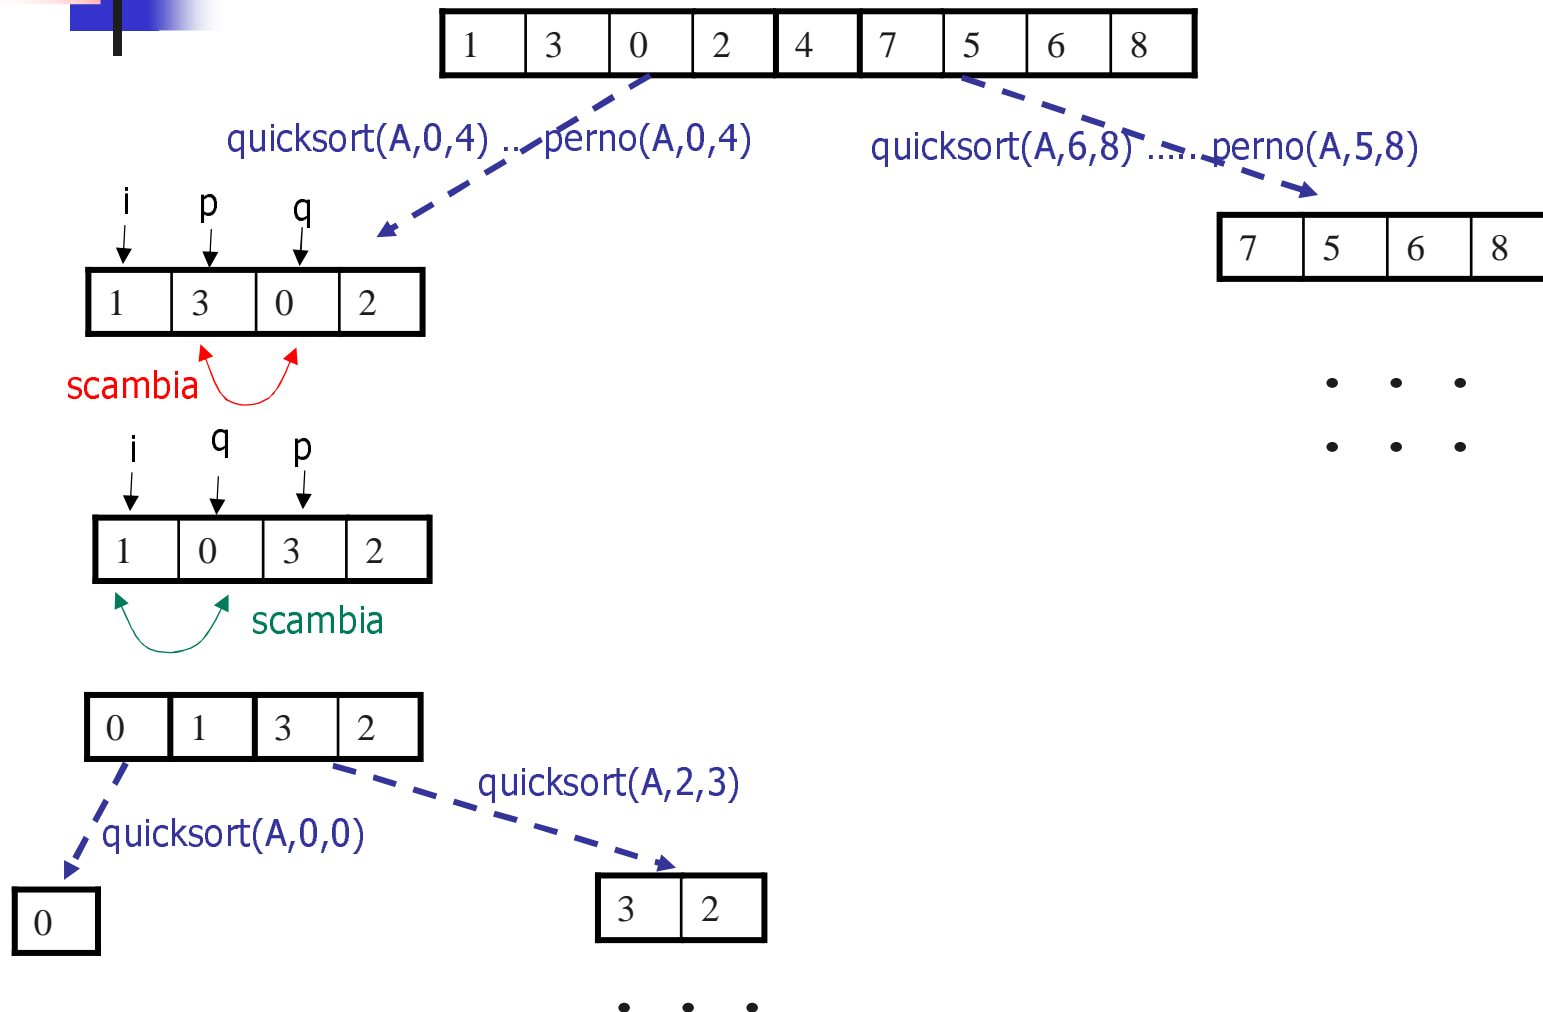 1 3 0 2 4 7 5 6 8
quicksort(A,0,4) ... perno(A,0,4)
quicksort(A,6,8) ...... perno(A,5,8)
i p q
7 5 6 8
1 3 0 2
scambia
. . .
i q p
. . .
1 0 3 2
scambia
0 1 3 2
quicksort(A,2,3)
quicksort(A,0,0)
3 2
0
. . .